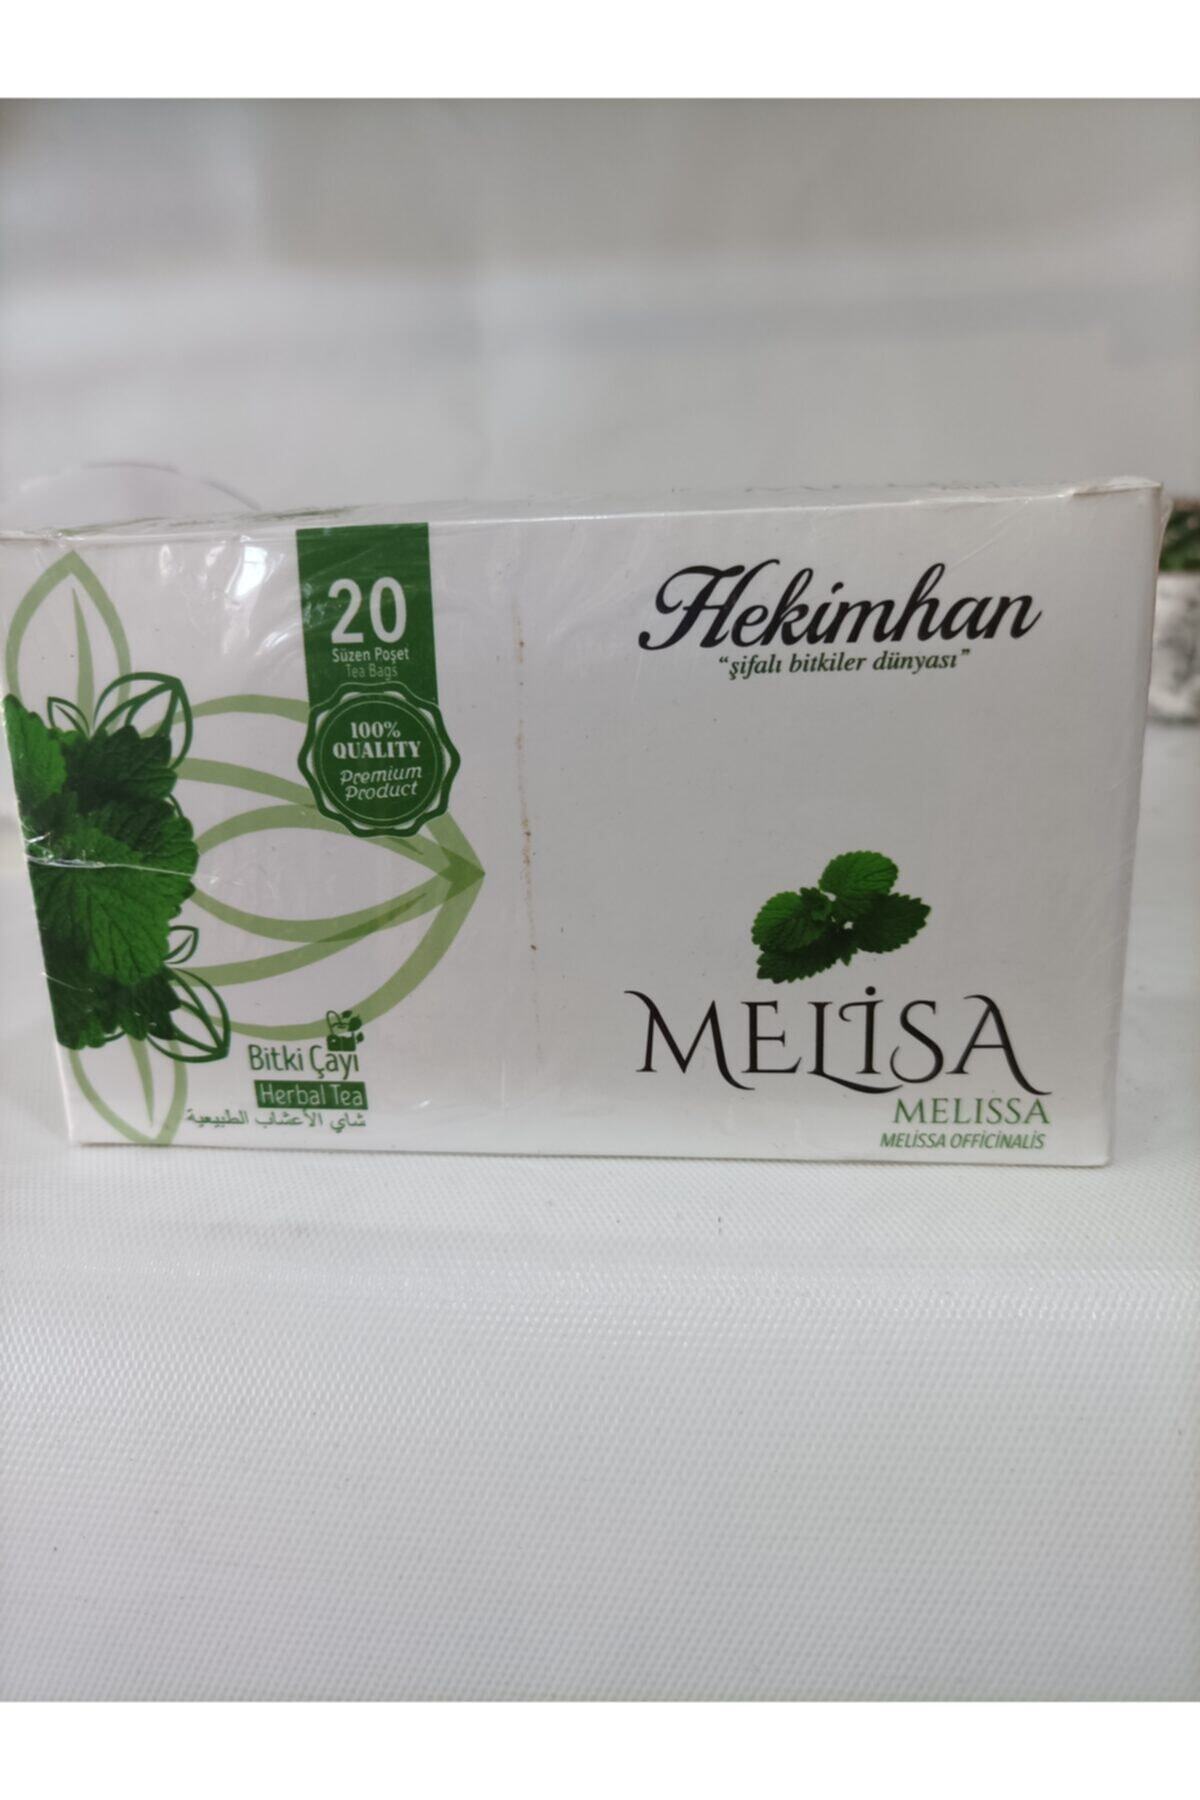 20
Süzen Poşet
Tea Bags
100%
QUALITY
Premium
Product
Hekimhan
“şifalı bitkiler dünyası”
Bitki Çayı
Herbal Tea
شاي الأعشاب الطبيعية
MELİSA
MELISSA
MELİSSA OFFİCİNALİS